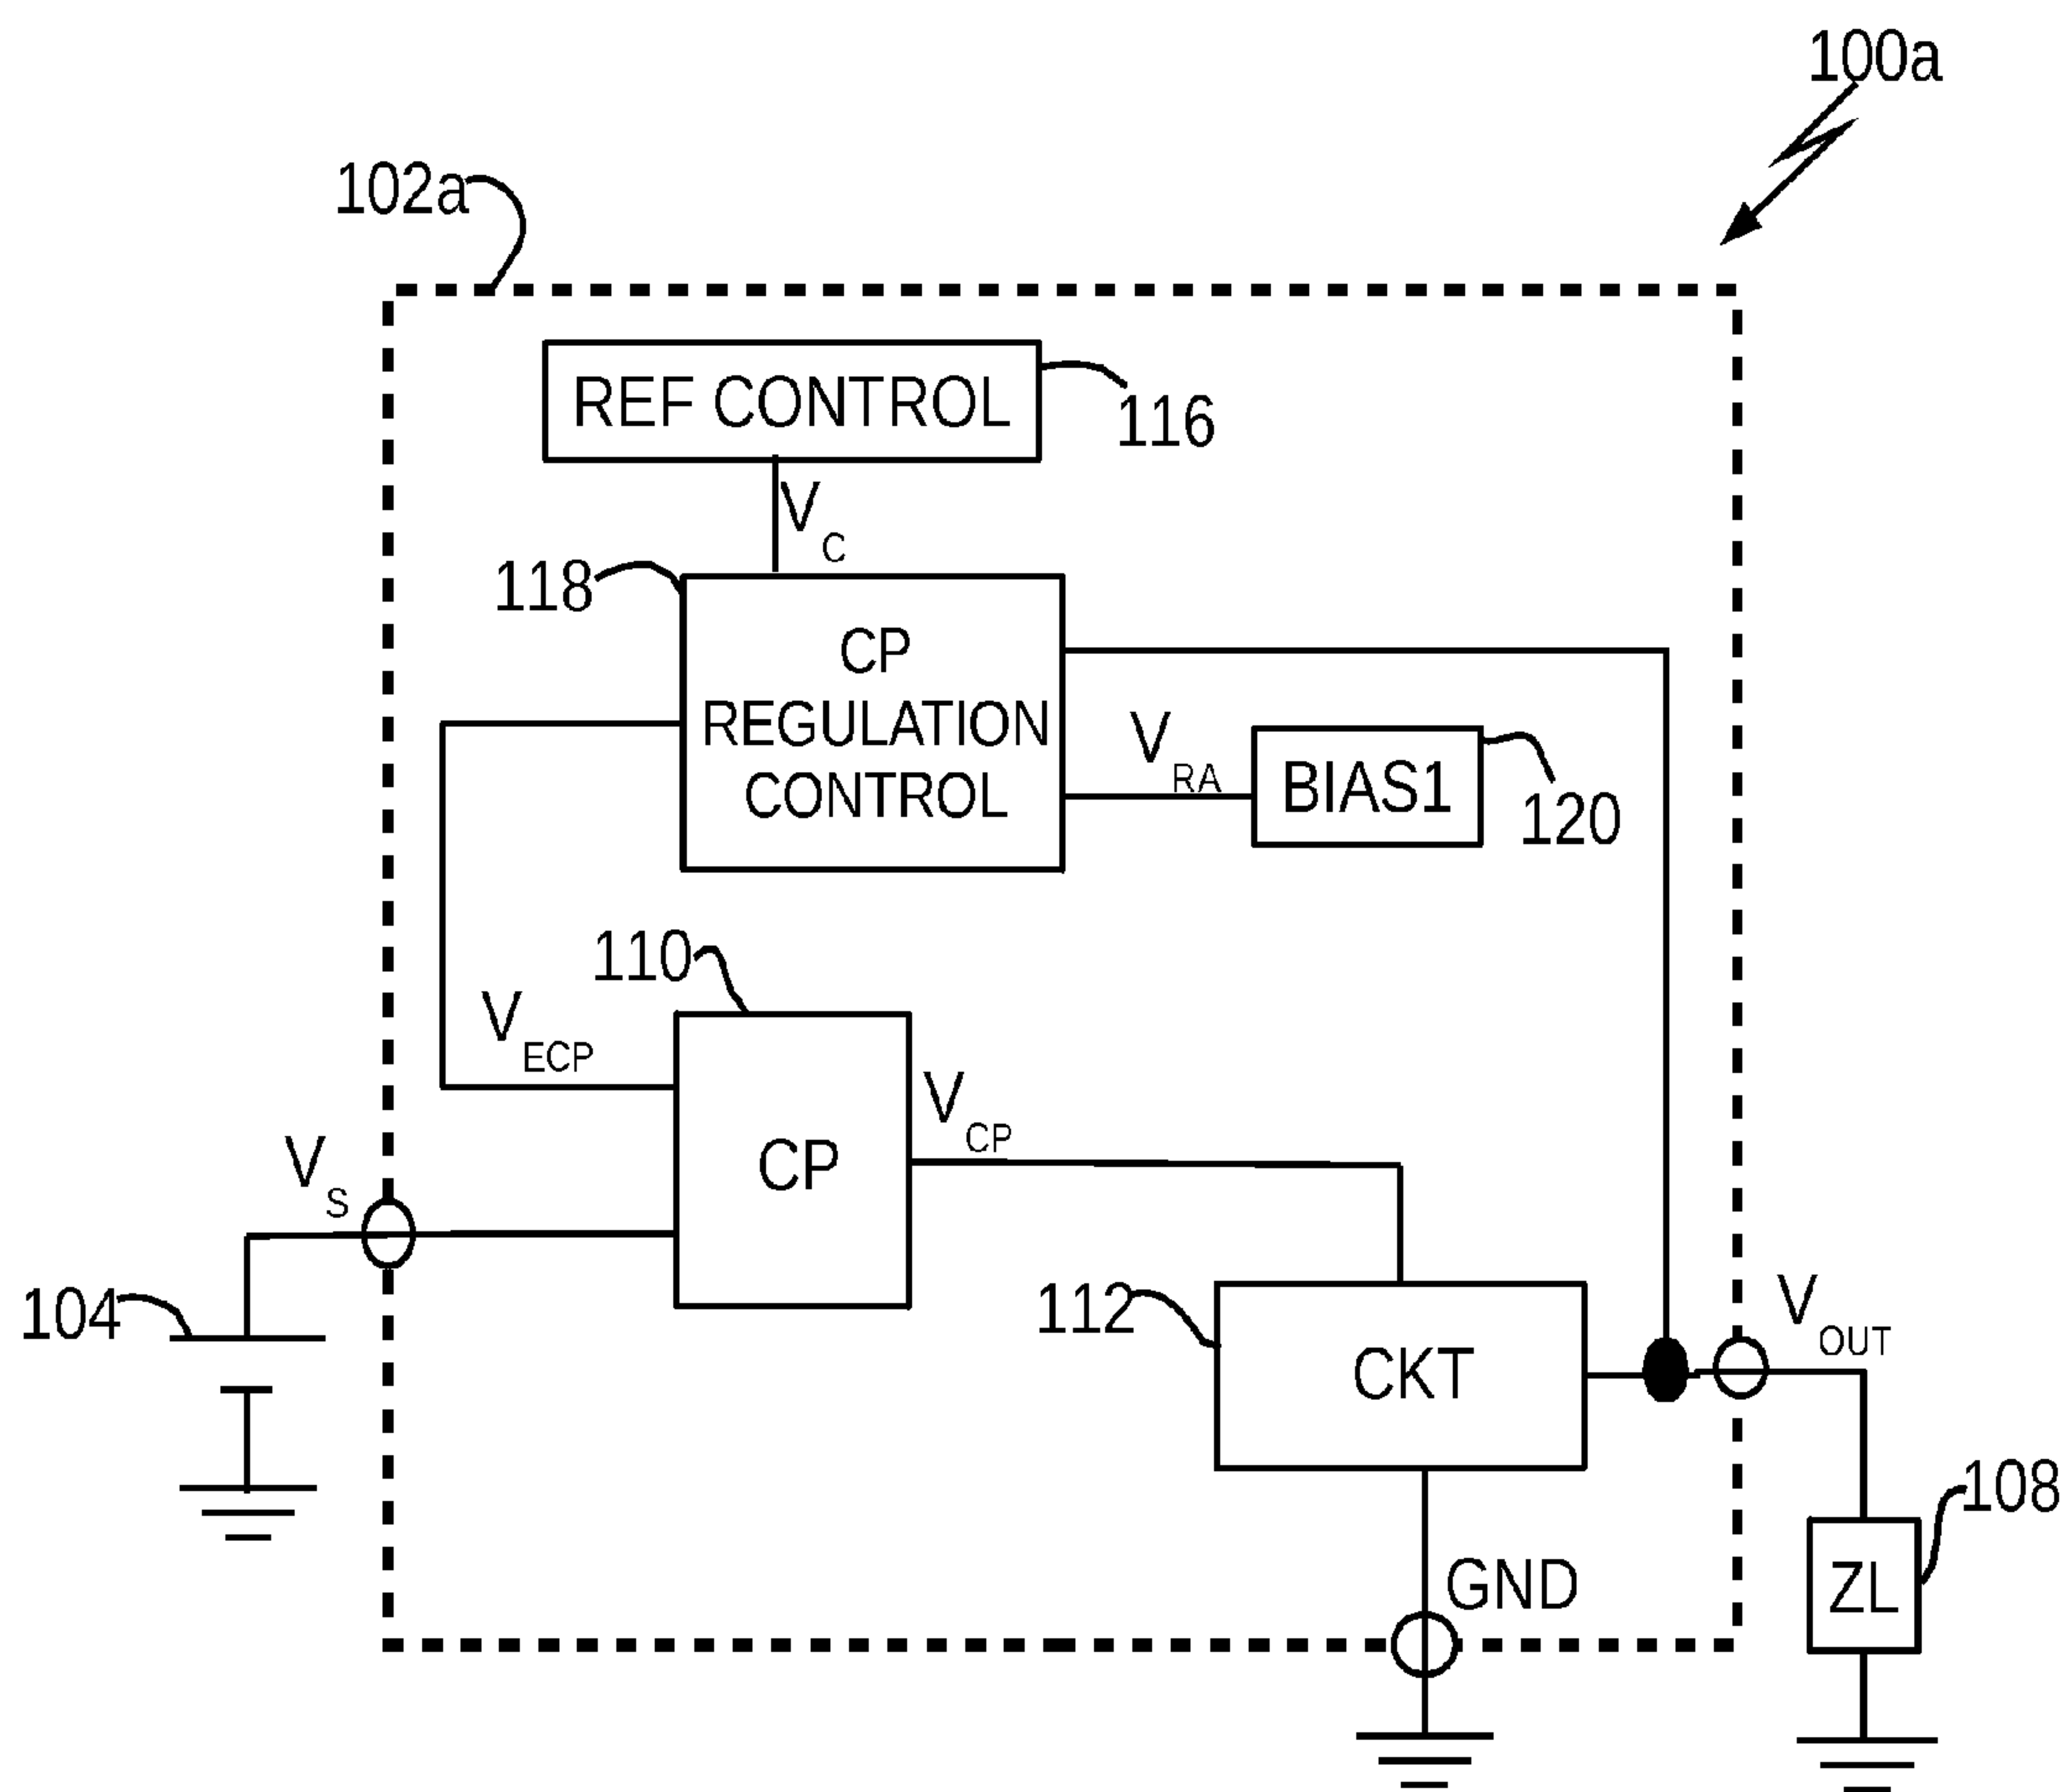 100a
102a
REF CONTROL
116
VC
118
CP
REGULATION
CONTROL
VRA
BIAS1
120
110
VECP
VCP
CP
VS
104
112
CKT
VOUT
108
GND
ZL